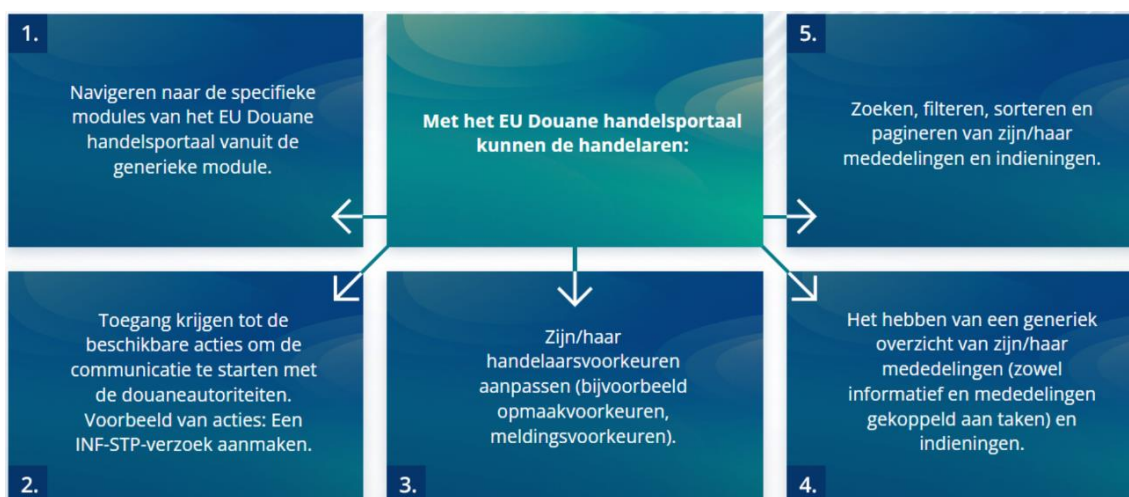 Met het EU Douane handelsportaal
kunnen de handelaren:
1.
Navigeren naar de specifieke
modules van het EU Douane
handelsportaal vanuit de
generieke module.
Toegang krijgen tot de
beschikbare acties om de
communicatie te starten met
de douaneautoriteiten.
Voorbeeld van acties: Een
INF-STP-verzoek aanmaken.
2.
Zijn/haar
handelaarsvoorkeuren
aanpassen (bijvoorbeeld
opmaakvoorkeuren,
meldingsvoorkeuren).
3.
Het hebben van een generiek
overzicht van zijn/haar
mededelingen (zowel
informatief en mededelingen
gekoppeld aan taken) en
indieningen.
4.
5.
Zoeken, filteren, sorteren en
pagineren van zijn/haar
mededelingen en indieningen.